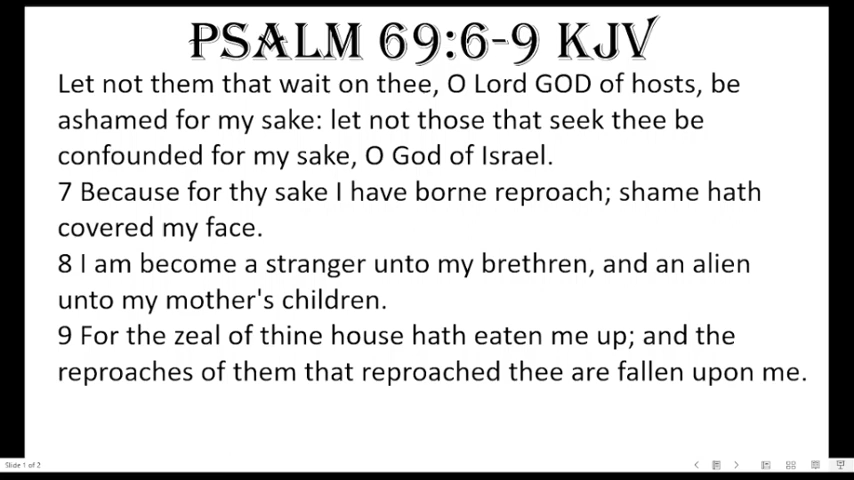 PSALM 69:6-9 KJV
Let not them that wait on thee, O Lord GOD of hosts, be
ashamed for my sake: let not those that seek thee be
confounded for my sake, O God of Israel.
7 Because for thy sake I have borne reproach; shame hath
covered my face.
8 I am become a stranger unto my brethren, and an alien
unto my mother's children.
9 For the zeal of thine house hath eaten me up; and the
reproaches of them that reproached thee are fallen upon me.
Slide 1 of 2